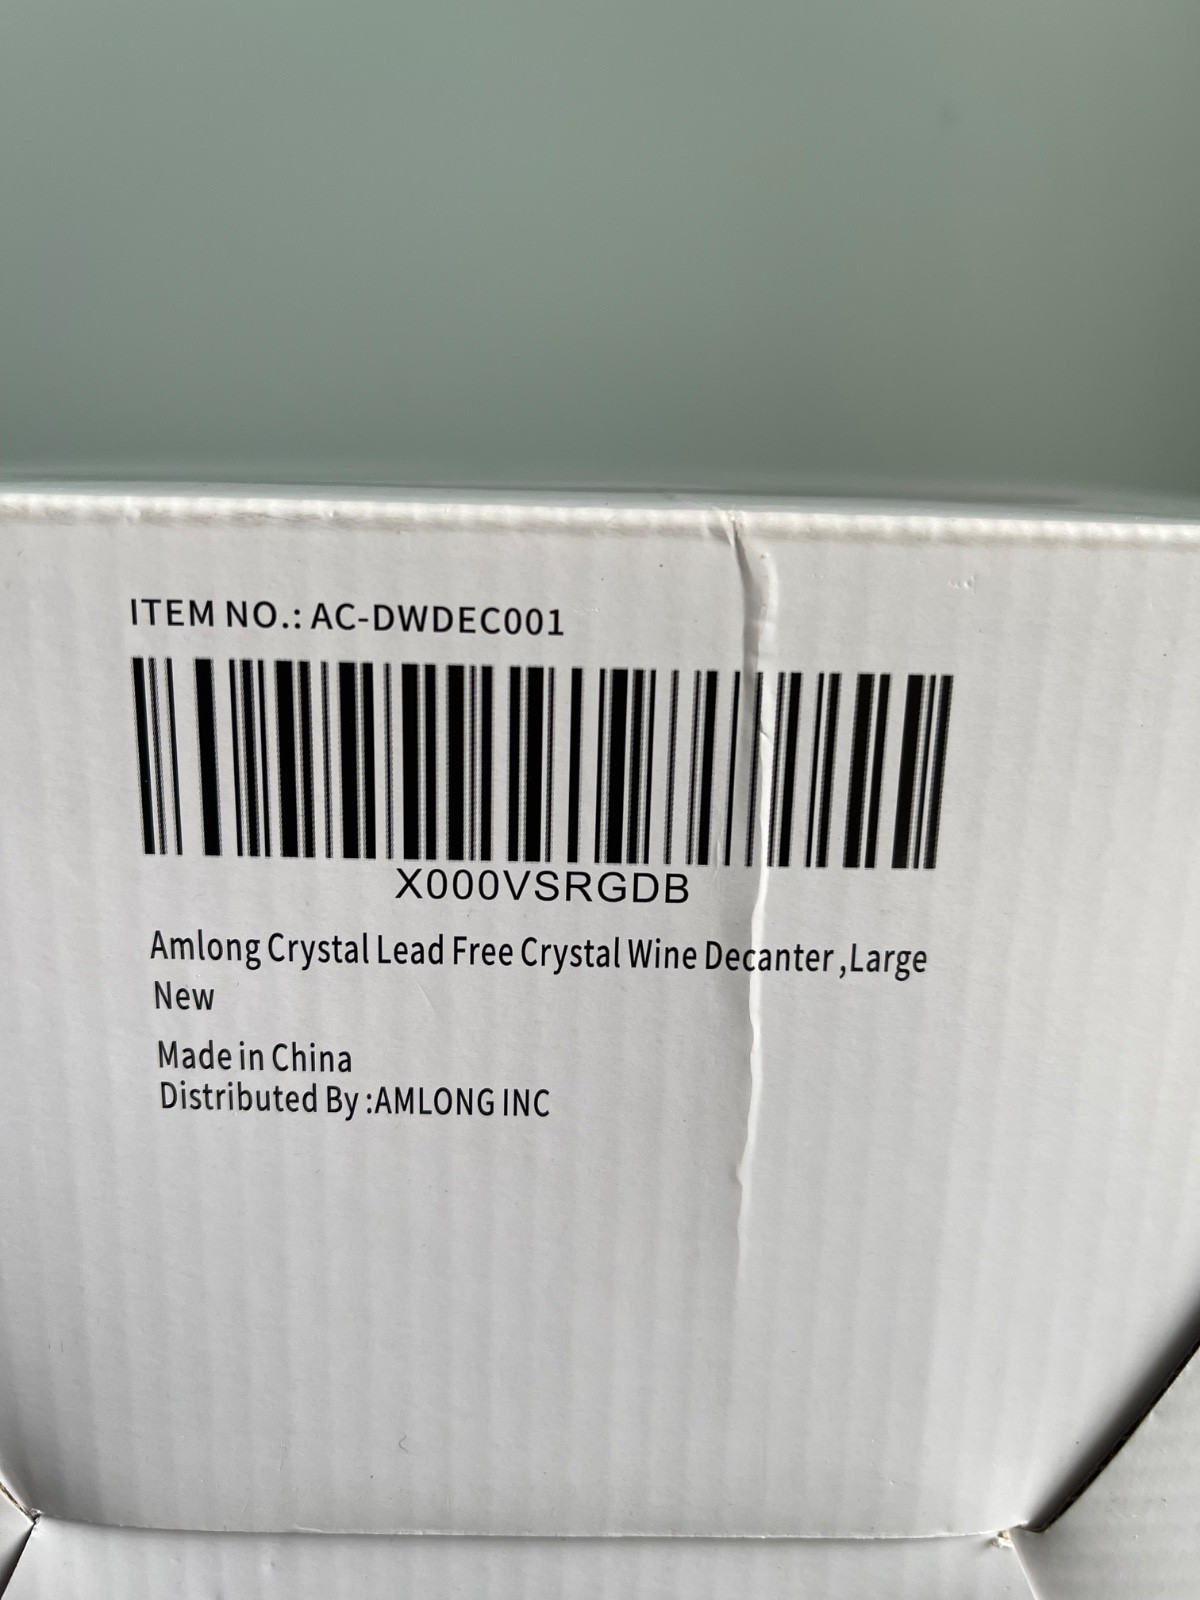 ITEM NO.: AC-DWDEC001
X000VSRGDB
Amlong Crystal Lead Free Crystal Wine Decanter ,Large
New
Made in China
Distributed By :AMLONG INC